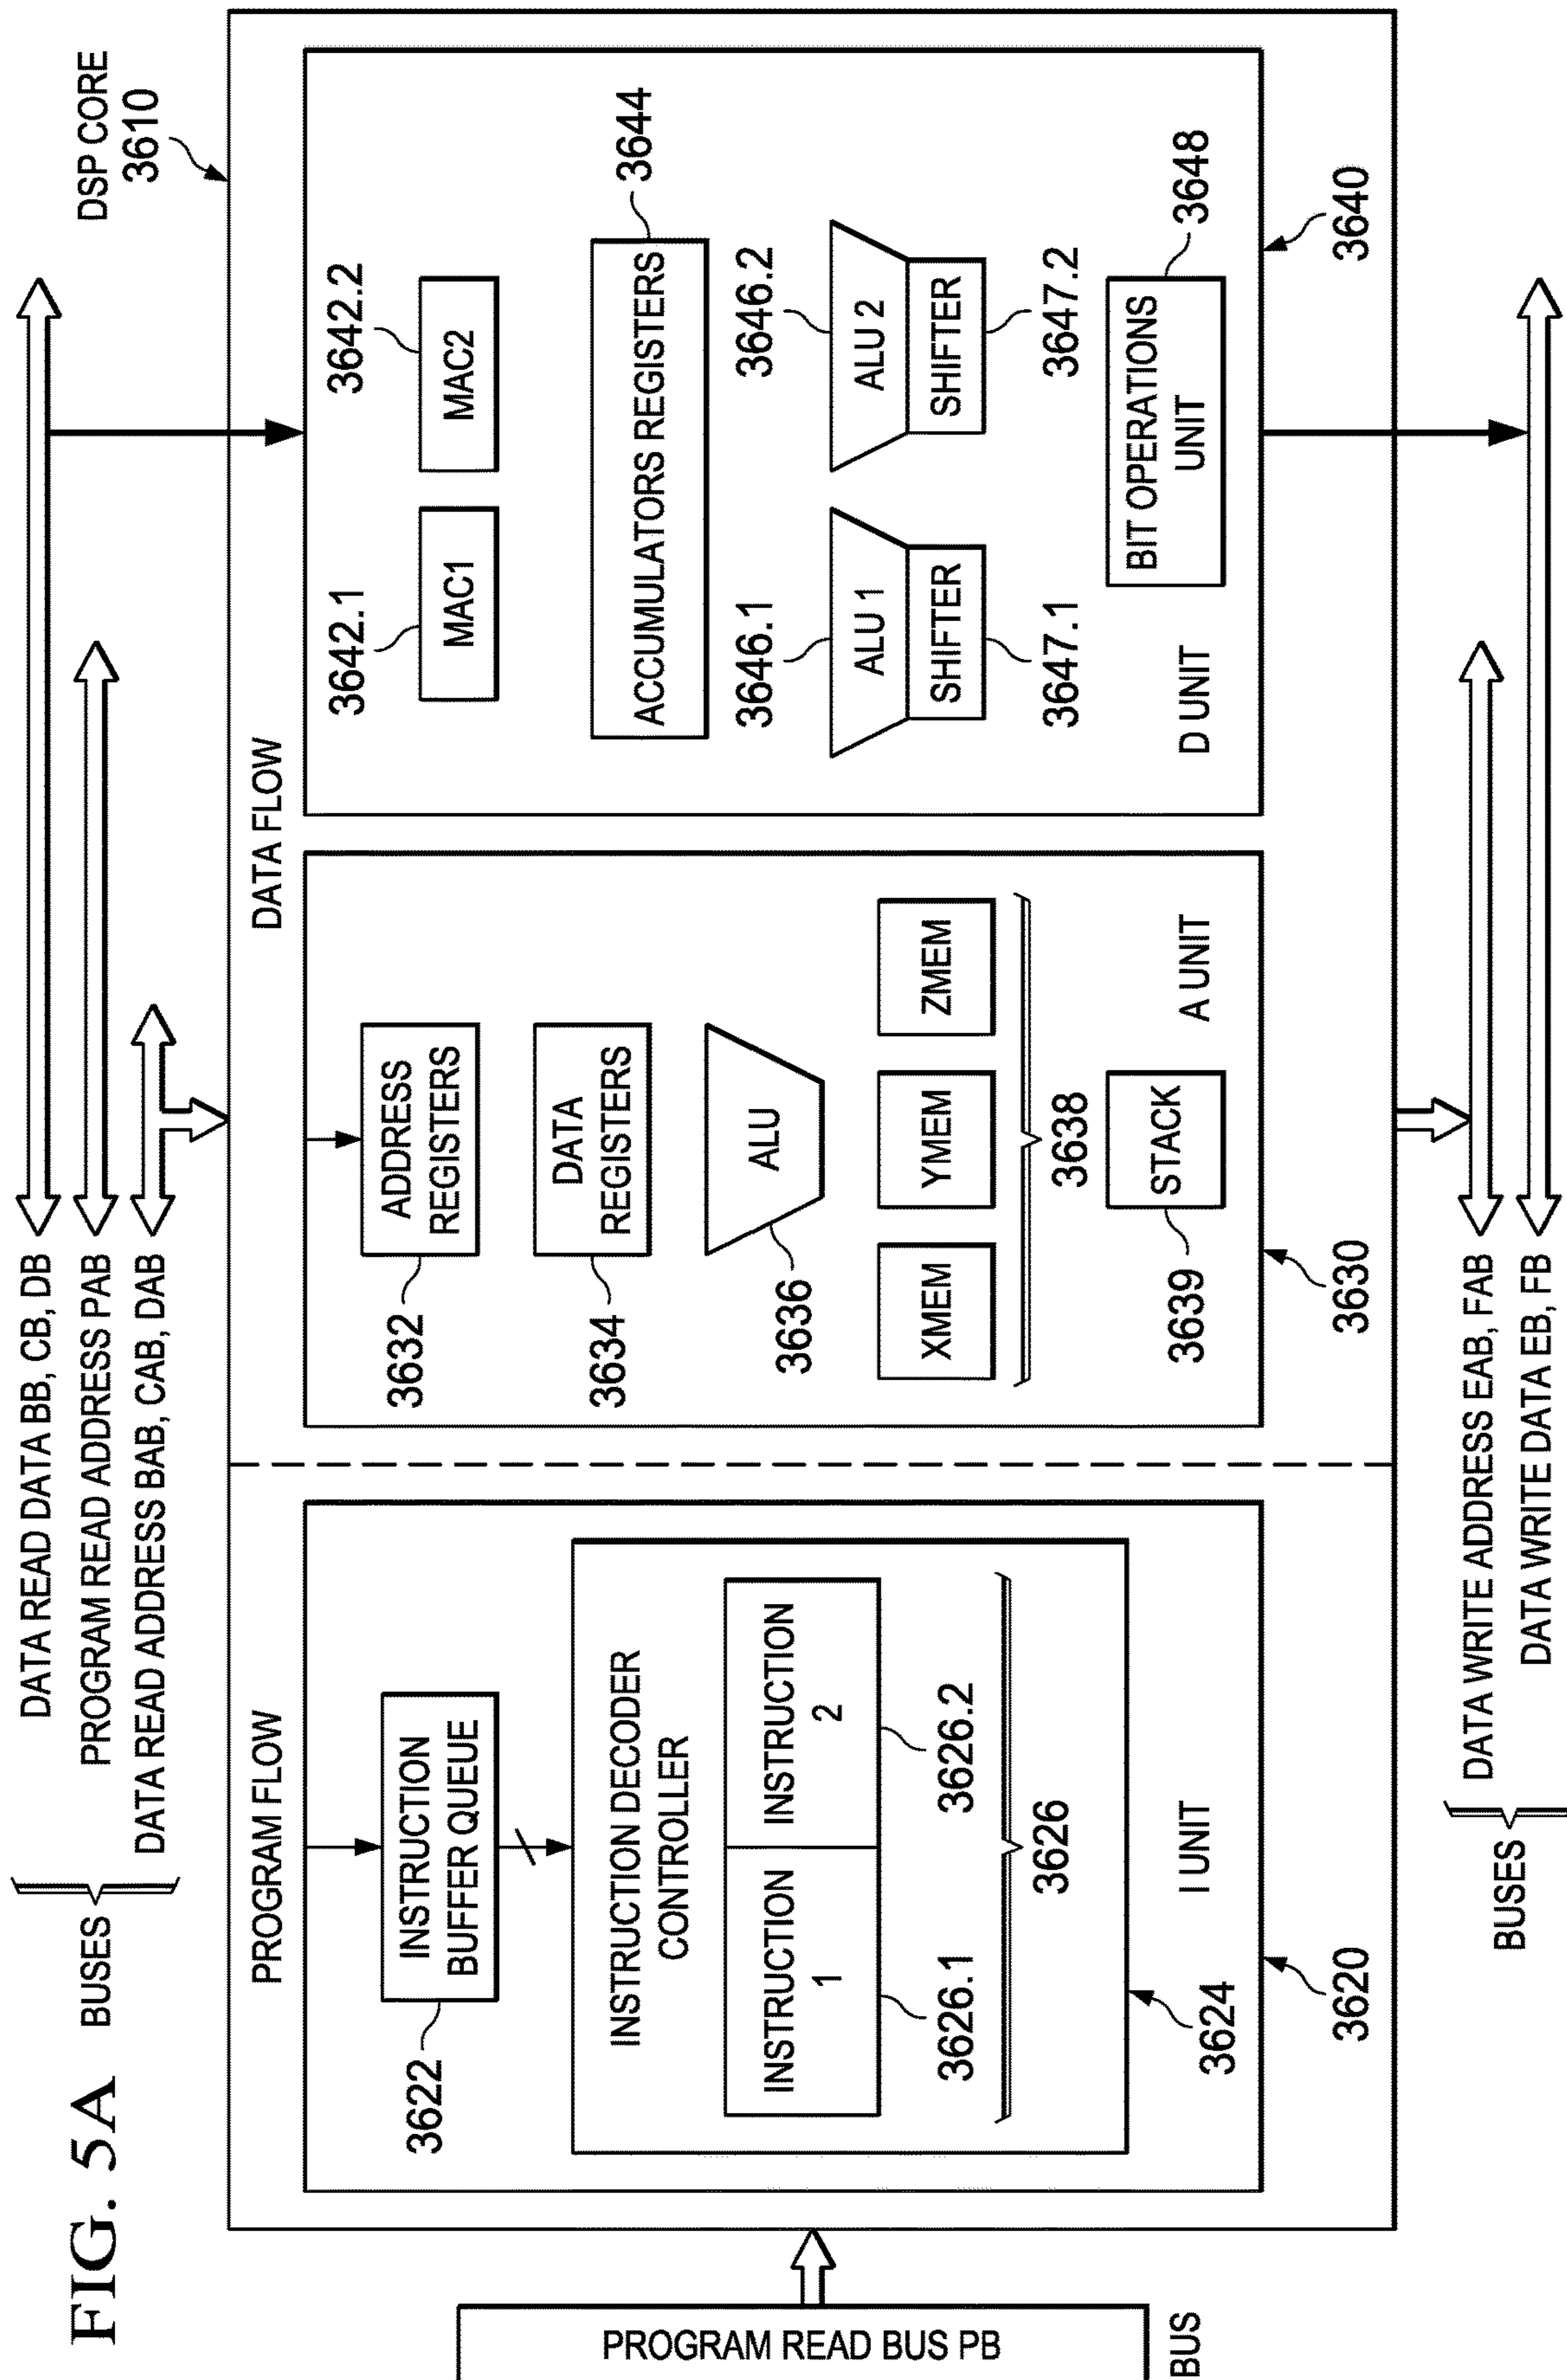 FIG. 5A
BUSES
DATA READ DATA BB, CB, DB
PROGRAM READ ADDRESS PAB
DATA READ ADDRESS BAB, CAB, DAB
DSP CORE
3610
PROGRAM READ BUS PB
BUS
PROGRAM FLOW
3622
INSTRUCTION
BUFFER QUEUE
INSTRUCTION DECODER
CONTROLLER
INSTRUCTION
1
INSTRUCTION
2
3626.1
3626.2
3626
3624
I UNIT
3620
DATA FLOW
3632
ADDRESS
REGISTERS
3634
DATA
REGISTERS
3636
ALU
XMEM
YMEM
ZMEM
3638
3639
STACK
A UNIT
3630
3642.1
3642.2
MAC1
MAC2
ACCUMULATORS REGISTERS
3644
3646.1
3646.2
ALU 1
ALU 2
SHIFTER
SHIFTER
3647.1
3647.2
BIT OPERATIONS
UNIT
3648
D UNIT
3640
BUSES
DATA WRITE ADDRESS EAB, FAB
DATA WRITE DATA EB, FB